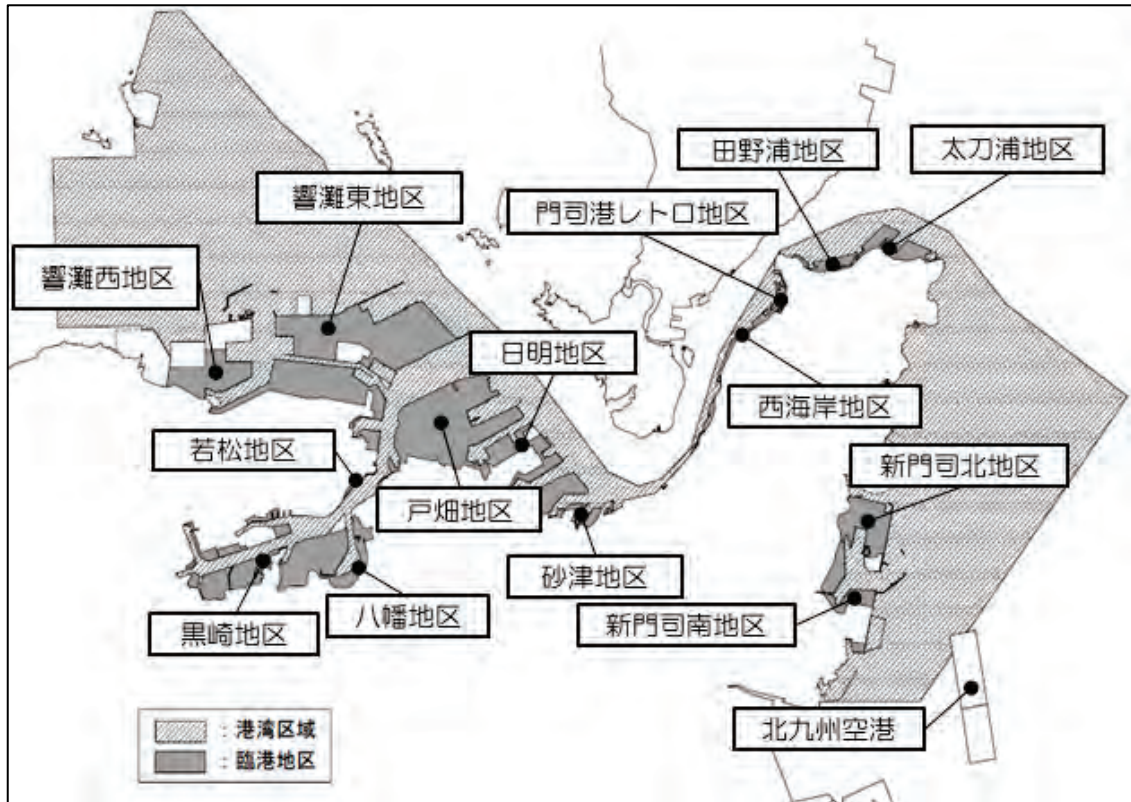 田野浦地区
太刀浦地区
響灘東地区
門司港レトロ地区
響灘西地区
日明地区
西海岸地区
若松地区
新門司北地区
戸畑地区
砂津地区
八幡地区
新門司南地区
黒崎地区
北九州空港
：港湾区域
：臨港地区